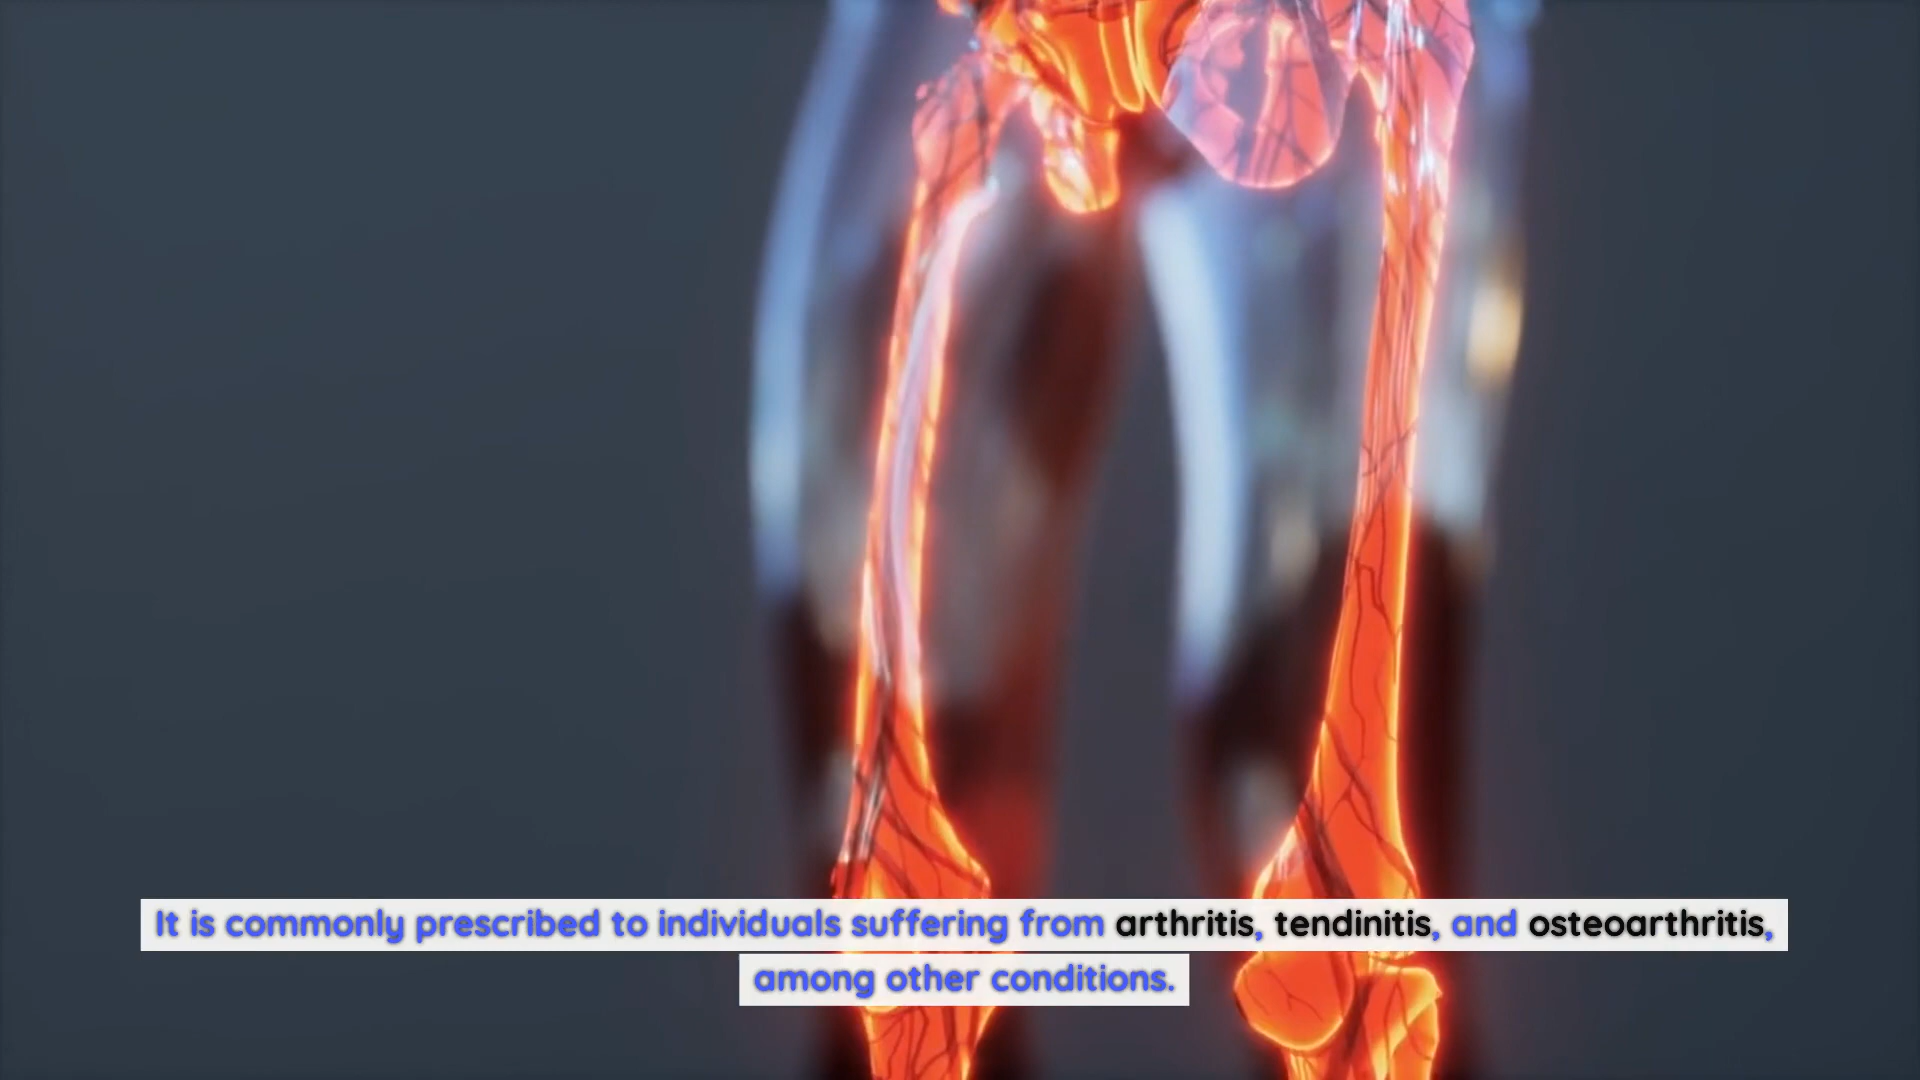 It is commonly prescribed to individuals suffering from arthritis, tendinitis, and osteoarthritis,
among other conditions.